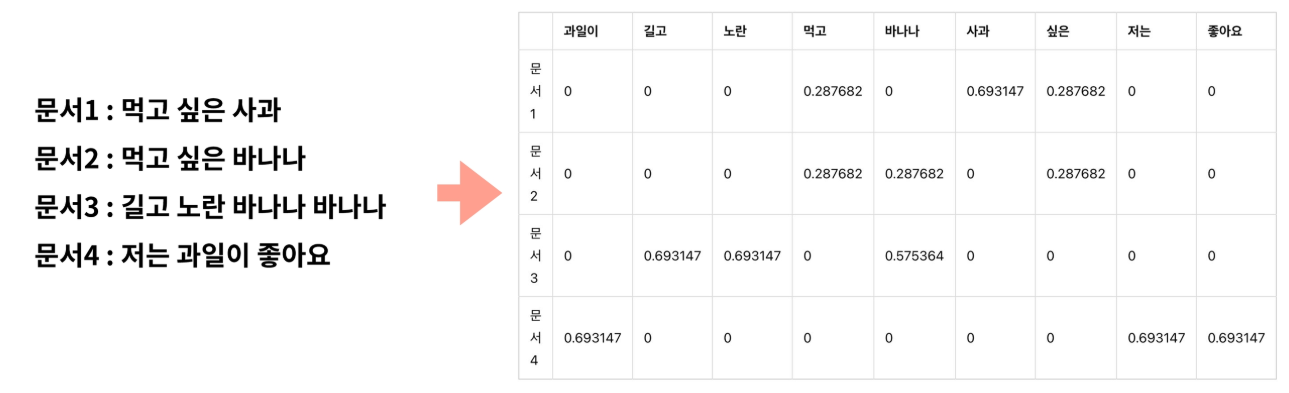 문서1 : 먹고 싶은 사과
문서2 : 먹고 싶은 바나나
문서3 : 길고 노란 바나나 바나나
문서4 : 저는 과일이 좋아요
과일이 길고 노란 먹고 바나나 사과 싶은 저는 좋아요
문서1 0 0 0 0.287682 0 0.693147 0.287682 0 0
문서2 0 0 0 0.287682 0.287682 0 0.287682 0 0
문서3 0 0.693147 0.693147 0 0.575364 0 0 0 0
문서4 0.693147 0 0 0 0 0 0 0.693147 0.693147